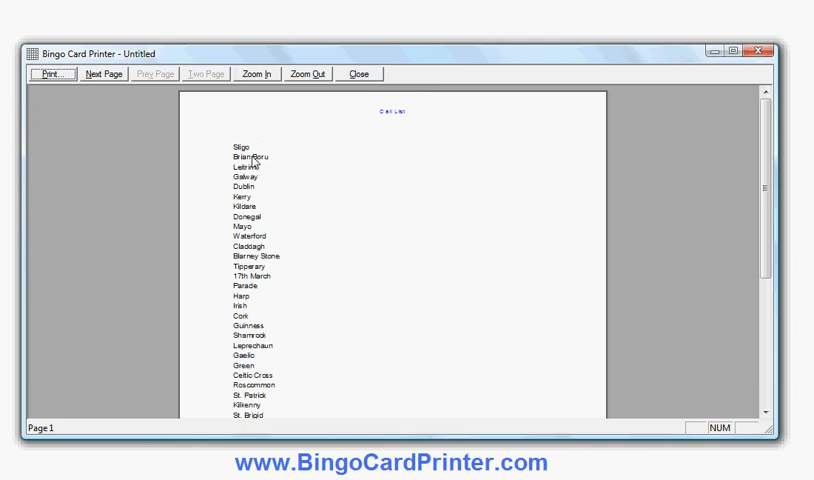 Bingo Card Printer - Untitled
Print... Next Page Prev Page Two Page Zoom In Zoom Out Close
Call List
Sligo
Brian Boru
Leitrim
Galway
Dublin
Kerry
Kildare
Donegal
Mayo
Waterford
Claddagh
Blarney Stone
Tipperary
17th March
Parade
Harp
Irish
Cork
Guinness
Shamrock
Leprechaun
Gaelic
Green
Celtic Cross
Roscommon
St. Patrick
Kilkenny
St. Brigid
Page 1 NUM
www.BingoCardPrinter.com